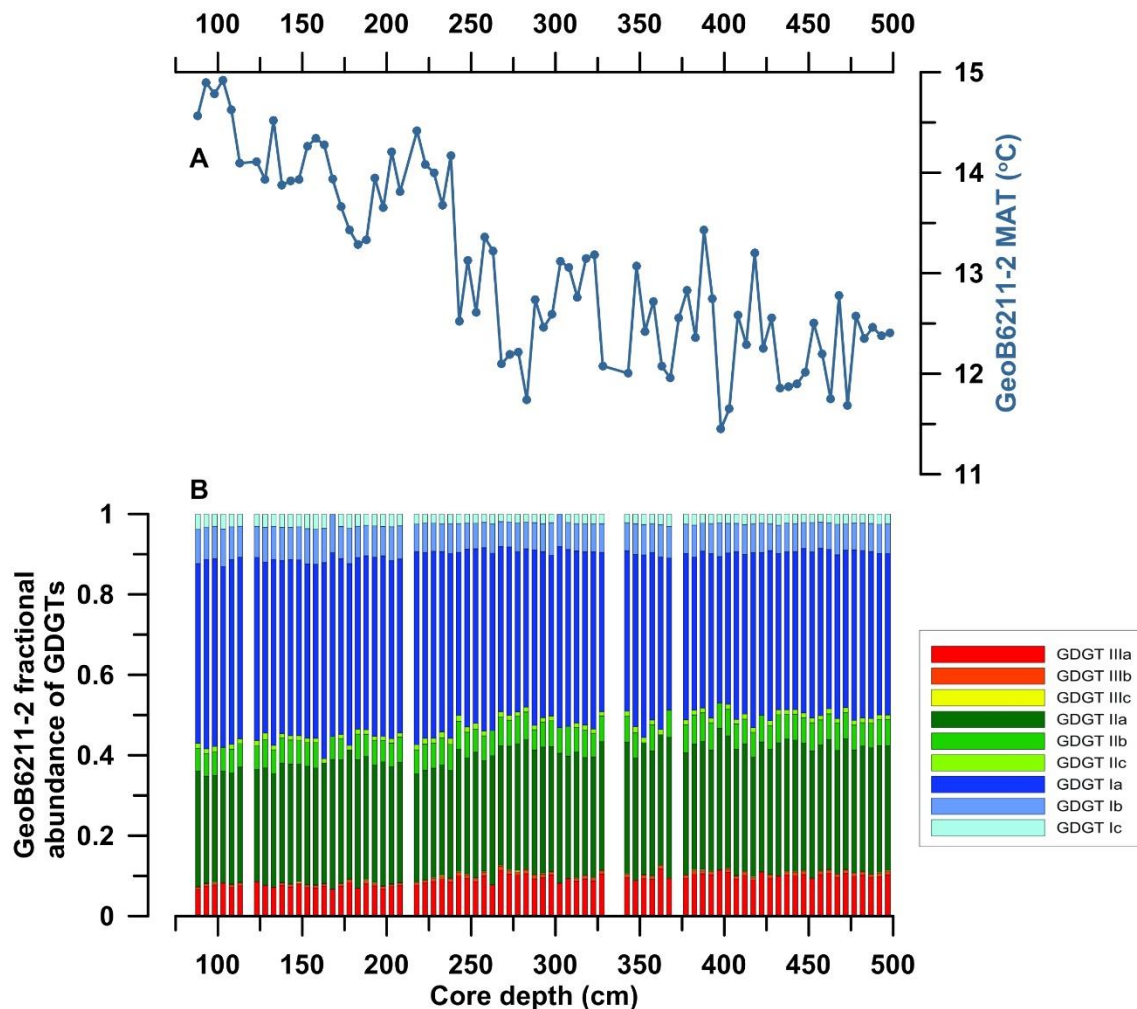 100 150 200 250 300 350 400 450 500
15
A
14
13
12
11
GeoB6211-2 MAT (°C)
B
1
0.8
0.6
0.4
0.2
0
GeoB6211-2 fractional
abundance of GDGTs
100 150 200 250 300 350 400 450 500
Core depth (cm)
GDGT IIIa
GDGT IIIb
GDGT IIIc
GDGT IIa
GDGT IIb
GDGT IIc
GDGT Ia
GDGT Ib
GDGT Ic